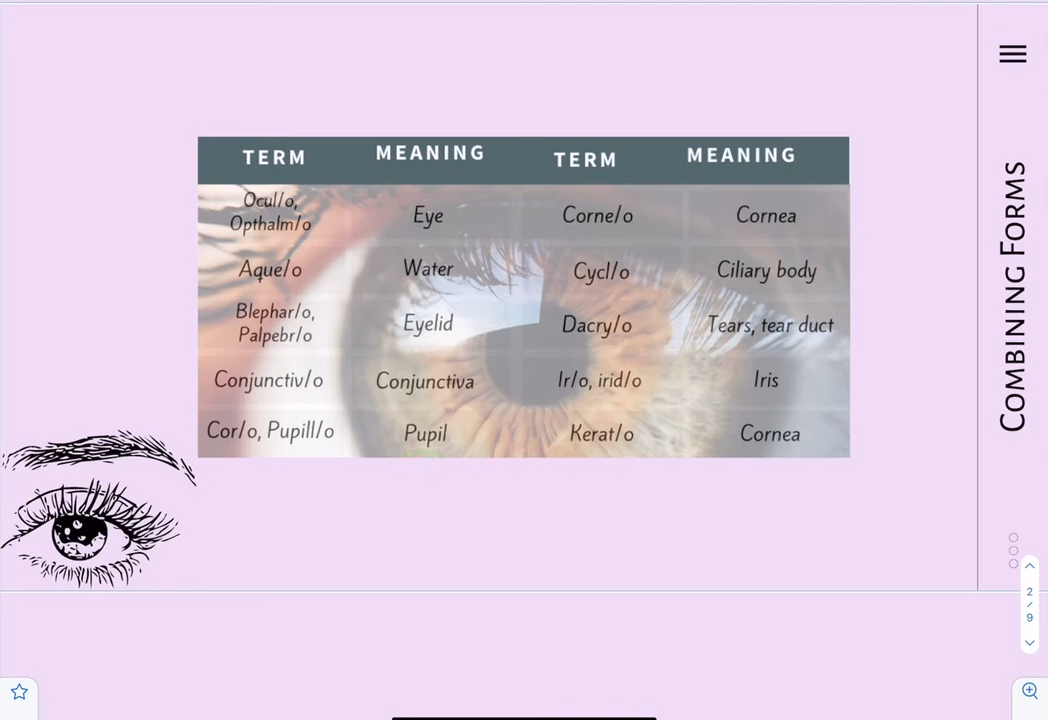 TERM MEANING TERM MEANING
Ocul/o,
Opthalm/o Eye Corne/o Cornea
Aque/o Water Cycl/o Ciliary body
Blephar/o,
Palpebr/o Eyelid Dacry/o Tears, tear duct
Conjunctiv/o Conjunctiva Ir/o, irid/o Iris
Cor/o, Pupill/o Pupil Kerat/o Cornea
COMBINING FORMS
2
/
9